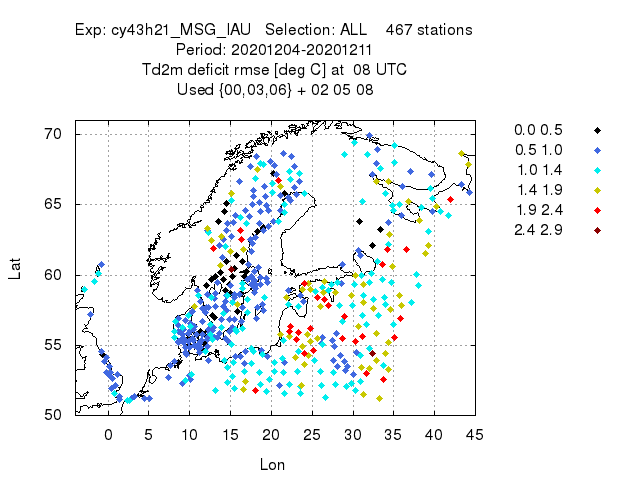 Exp: cy43h21_MSG_IAU Selection: ALL 467 stations
Period: 20201204-20201211
Td2m deficit rmse [deg C] at 08 UTC
Used {00,03,06} + 02 05 08
0.0 0.5
0.5 1.0
1.0 1.4
1.4 1.9
1.9 2.4
2.4 2.9
70
65
60
55
50
Lat
0 5 10 15 20 25 30 35 40 45
Lon